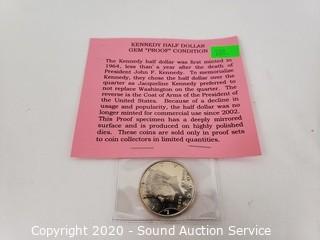 KENNEDY HALF DOLLAR
GEM "PROOF" CONDITION
The Kennedy half dollar was first minted in
1964, less than a year after the death of
President John F. Kennedy. To memorialize
Kennedy, they chose the half dollar over the
quarter as Jacqueline Kennedy preferred to
not replace Washington on the quarter. The
reverse is the Coat of Arms of the President of
the United States. Because of a decline in
usage and popularity, the half dollar was no
longer minted for commercial use since 2002.
This Proof specimen has a deeply mirrored
surface and is produced on highly polished
dies. These coins are sold only in proof sets
to coin collectors in limited quantities.
Copyright 2020 - Sound Auction Service